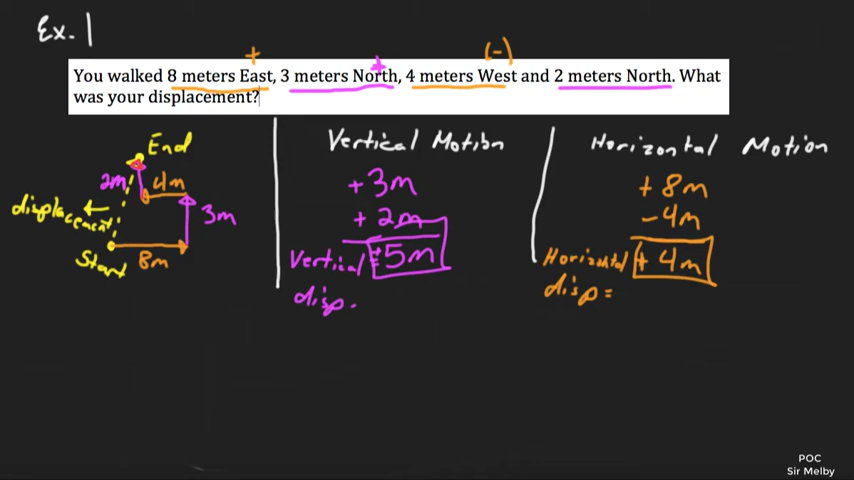 Ex. 1
+ + (-)
You walked 8 meters East, 3 meters North, 4 meters West and 2 meters North. What
was your displacement?
End
2m 4m
displacement
3m
Start 8m
Vertical Motion
+3m
+2m
Vertical = +5m
disp.
Horizontal Motion
+8m
-4m
Horizontal + 4m
disp =
POC
Sir Melby